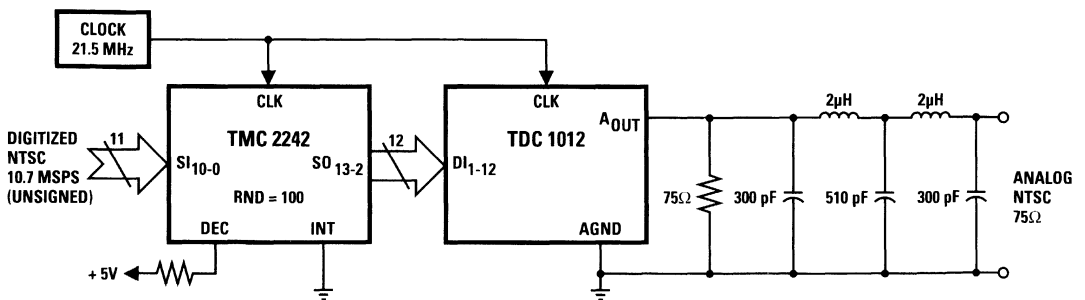 CLOCK
21.5 MHz
CLK
CLK
2μH
2μH
DIGITIZED
NTSC
10.7 MSPS
(UNSIGNED)
11
SI10-0
TMC 2242
SO13-2
RND = 100
DEC
INT
12
DI1-12
TDC 1012
AOUT
AGND
75Ω
300 pF
510 pF
300 pF
ANALOG
NTSC
75Ω
+ 5V